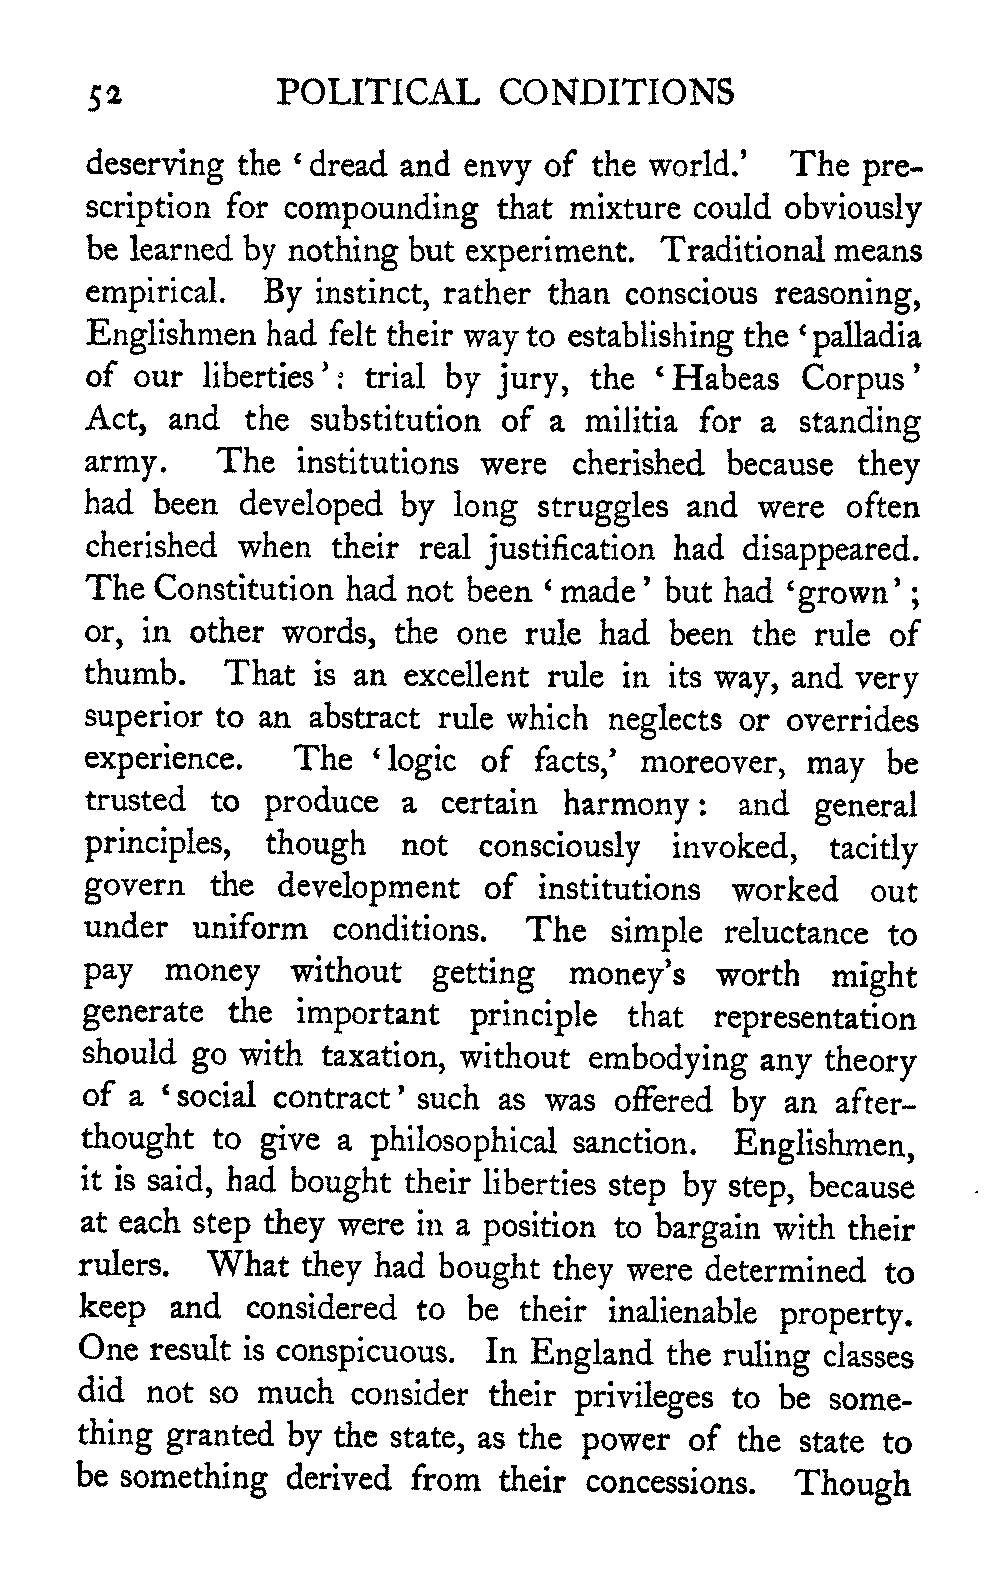 52 POLITICAL CONDITIONS
deserving the ‘dread and envy of the world.’ The pre-
scription for compounding that mixture could obviously
be learned by nothing but experiment. Traditional means
empirical. By instinct, rather than conscious reasoning,
Englishmen had felt their way to establishing the ‘palladia
of our liberties’: trial by jury, the ‘Habeas Corpus’
Act, and the substitution of a militia for a standing
army. The institutions were cherished because they
had been developed by long struggles and were often
cherished when their real justification had disappeared.
The Constitution had not been ‘made’ but had ‘grown’;
or, in other words, the one rule had been the rule of
thumb. That is an excellent rule in its way, and very
superior to an abstract rule which neglects or overrides
experience. The ‘logic of facts,’ moreover, may be
trusted to produce a certain harmony: and general
principles, though not consciously invoked, tacitly
govern the development of institutions worked out
under uniform conditions. The simple reluctance to
pay money without getting money’s worth might
generate the important principle that representation
should go with taxation, without embodying any theory
of a ‘social contract’ such as was offered by an after-
thought to give a philosophical sanction. Englishmen,
it is said, had bought their liberties step by step, because
at each step they were in a position to bargain with their
rulers. What they had bought they were determined to
keep and considered to be their inalienable property.
One result is conspicuous. In England the ruling classes
did not so much consider their privileges to be some-
thing granted by the state, as the power of the state to
be something derived from their concessions. Though